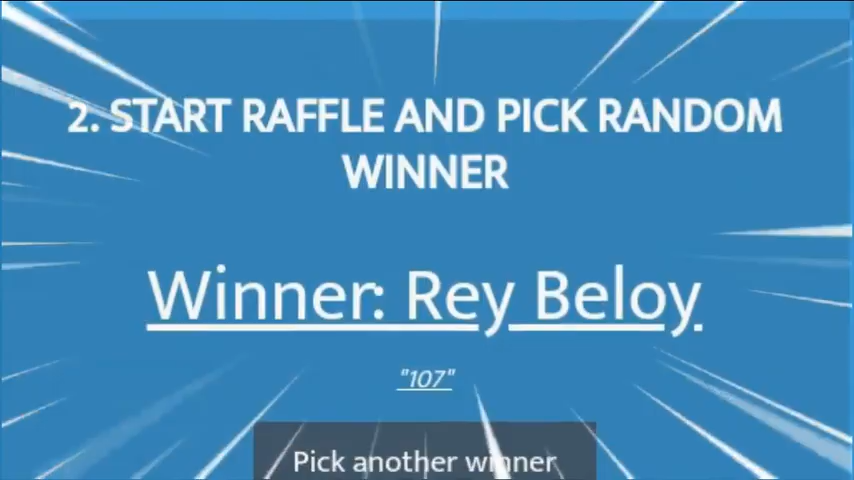 2. START RAFFLE AND PICK RANDOM
WINNER
Winner: Rey Beloy
"107"
Pick another winner